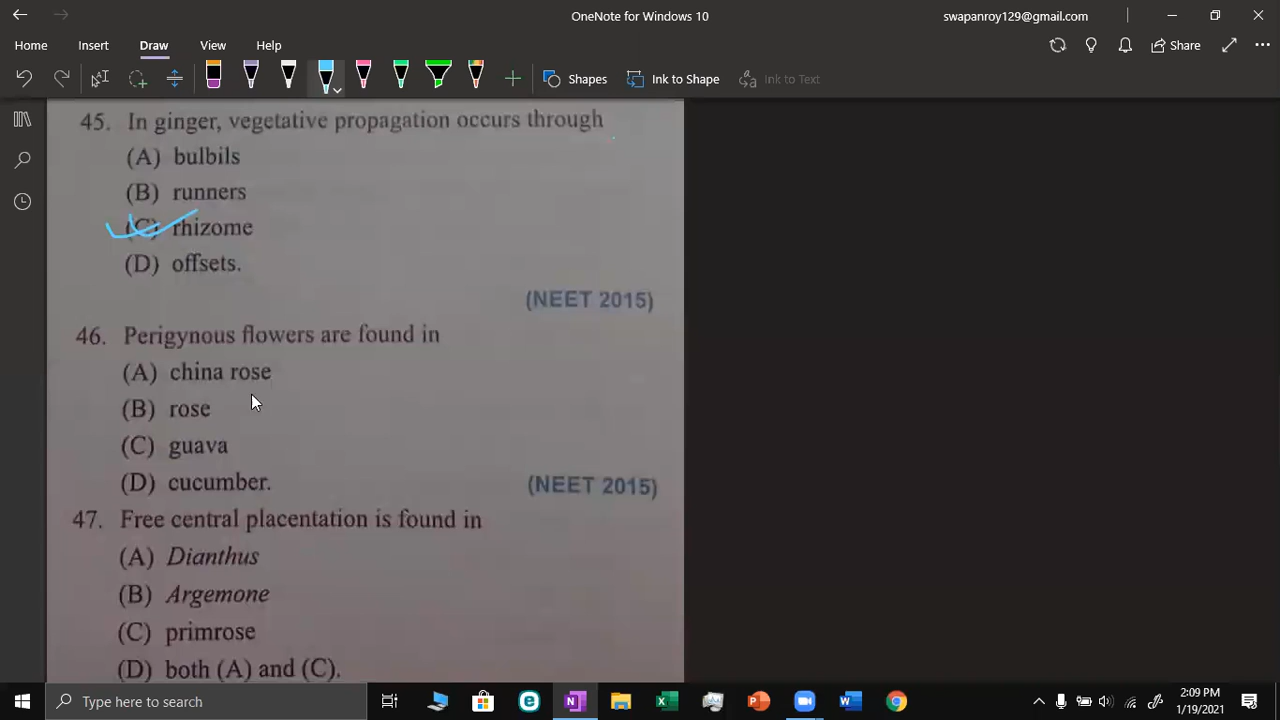 OneNote for Windows 10
swapanroy129@gmail.com
Home Insert Draw View Help
Share
Shapes Ink to Shape Ink to Text
45. In ginger, vegetative propagation occurs through
(A) bulbils
(B) runners
(C) rhizome
(D) offsets.
(NEET 2015)
46. Perigynous flowers are found in
(A) china rose
(B) rose
(C) guava
(D) cucumber.
(NEET 2015)
47. Free central placentation is found in
(A) Dianthus
(B) Argemone
(C) primrose
(D) both (A) and (C).
Type here to search
2:09 PM
1/19/2021